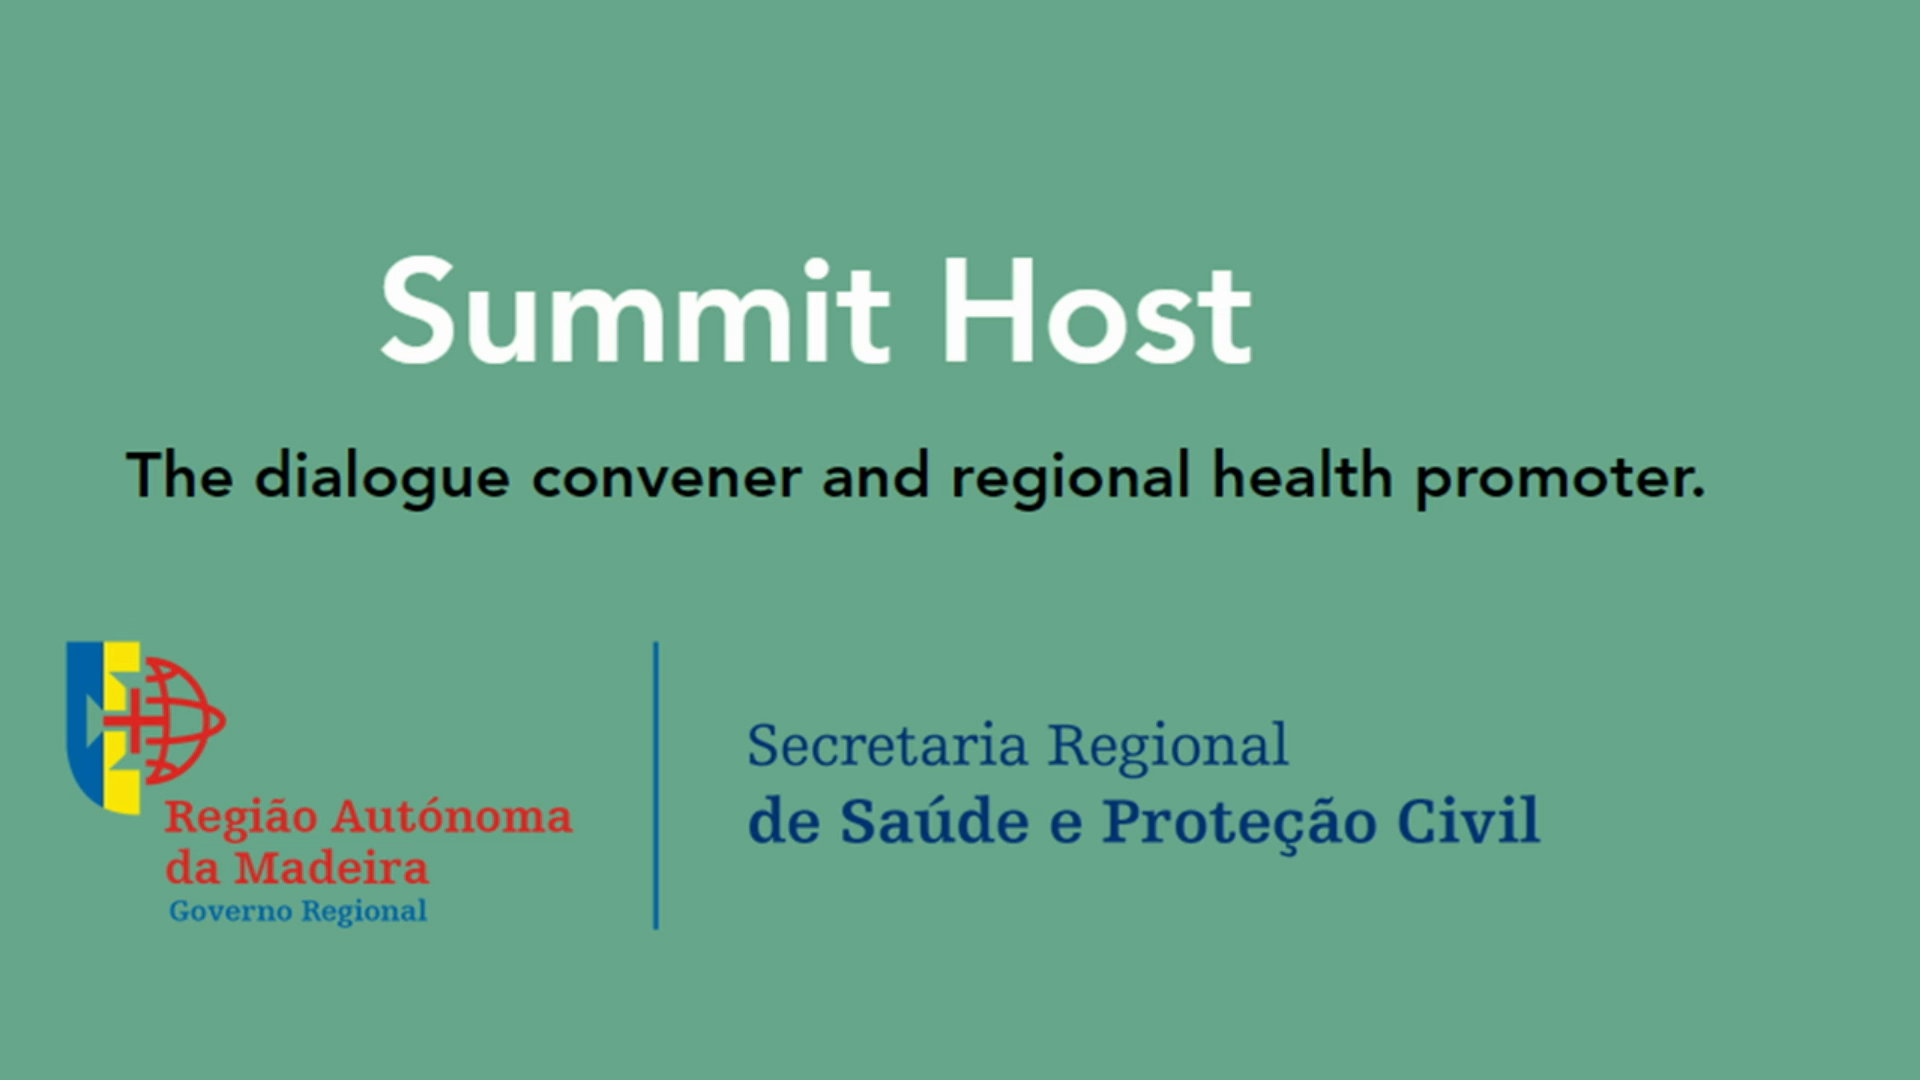 Summit Host
The dialogue convener and regional health promoter.
Região Autónoma
da Madeira
Governo Regional
Secretaria Regional
de Saúde e Proteção Civil